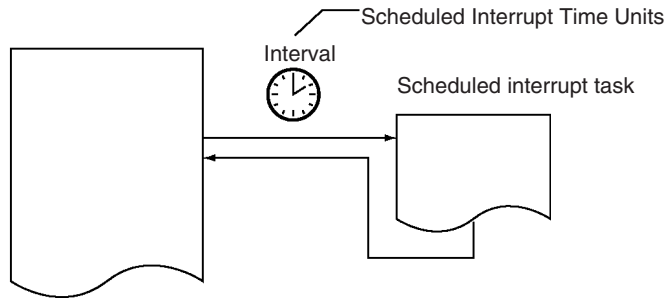 Scheduled Interrupt Time Units
Interval
Scheduled interrupt task